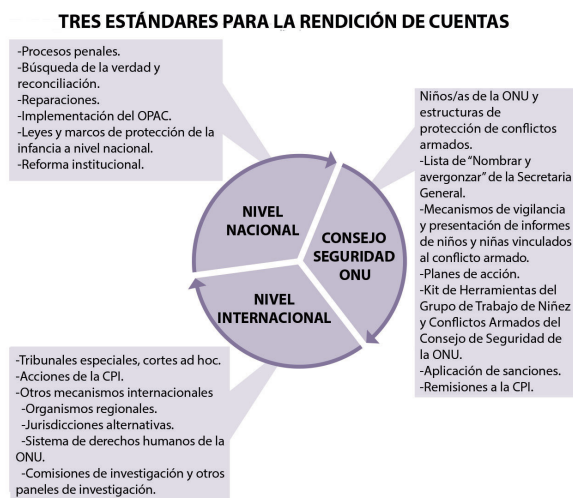 TRES ESTÁNDARES PARA LA RENDICIÓN DE CUENTAS
-Procesos penales.
-Búsqueda de la verdad y
reconciliación.
-Reparaciones.
-Implementación del OPAC.
-Leyes y marcos de protección de la
infancia a nivel nacional.
-Reforma institucional.
NIVEL
NACIONAL
CONSEJO
SEGURIDAD
ONU
NIVEL
INTERNACIONAL
Niños/as de la ONU y
estructuras de
protección de conflictos
armados.
-Lista de “Nombrar y
avergonzar” de la Secretaria
General.
-Mecanismos de vigilancia
y presentación de informes
de niños y niñas vinculados
al conflicto armado.
-Planes de acción.
-Kit de Herramientas del
Grupo de Trabajo de Niñez
y Conflictos Armados del
Consejo de Seguridad de
la ONU.
-Aplicación de sanciones.
-Remisiones a la CPI.
-Tribunales especiales, cortes ad hoc.
-Acciones de la CPI.
-Otros mecanismos internacionales
-Organismos regionales.
-Jurisdicciones alternativas.
-Sistema de derechos humanos de la
ONU.
-Comisiones de investigación y otros
paneles de investigación.